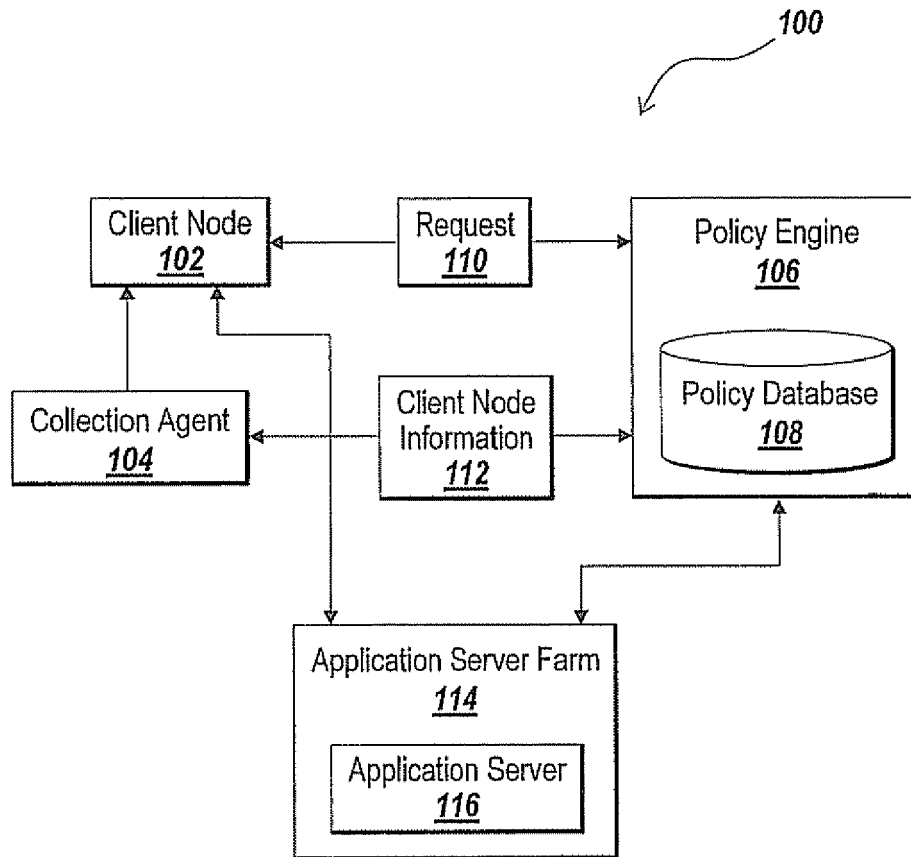 100
Client Node
102
Request
110
Policy Engine
106
Policy Database
108
Collection Agent
104
Client Node
Information
112
Application Server Farm
114
Application Server
116